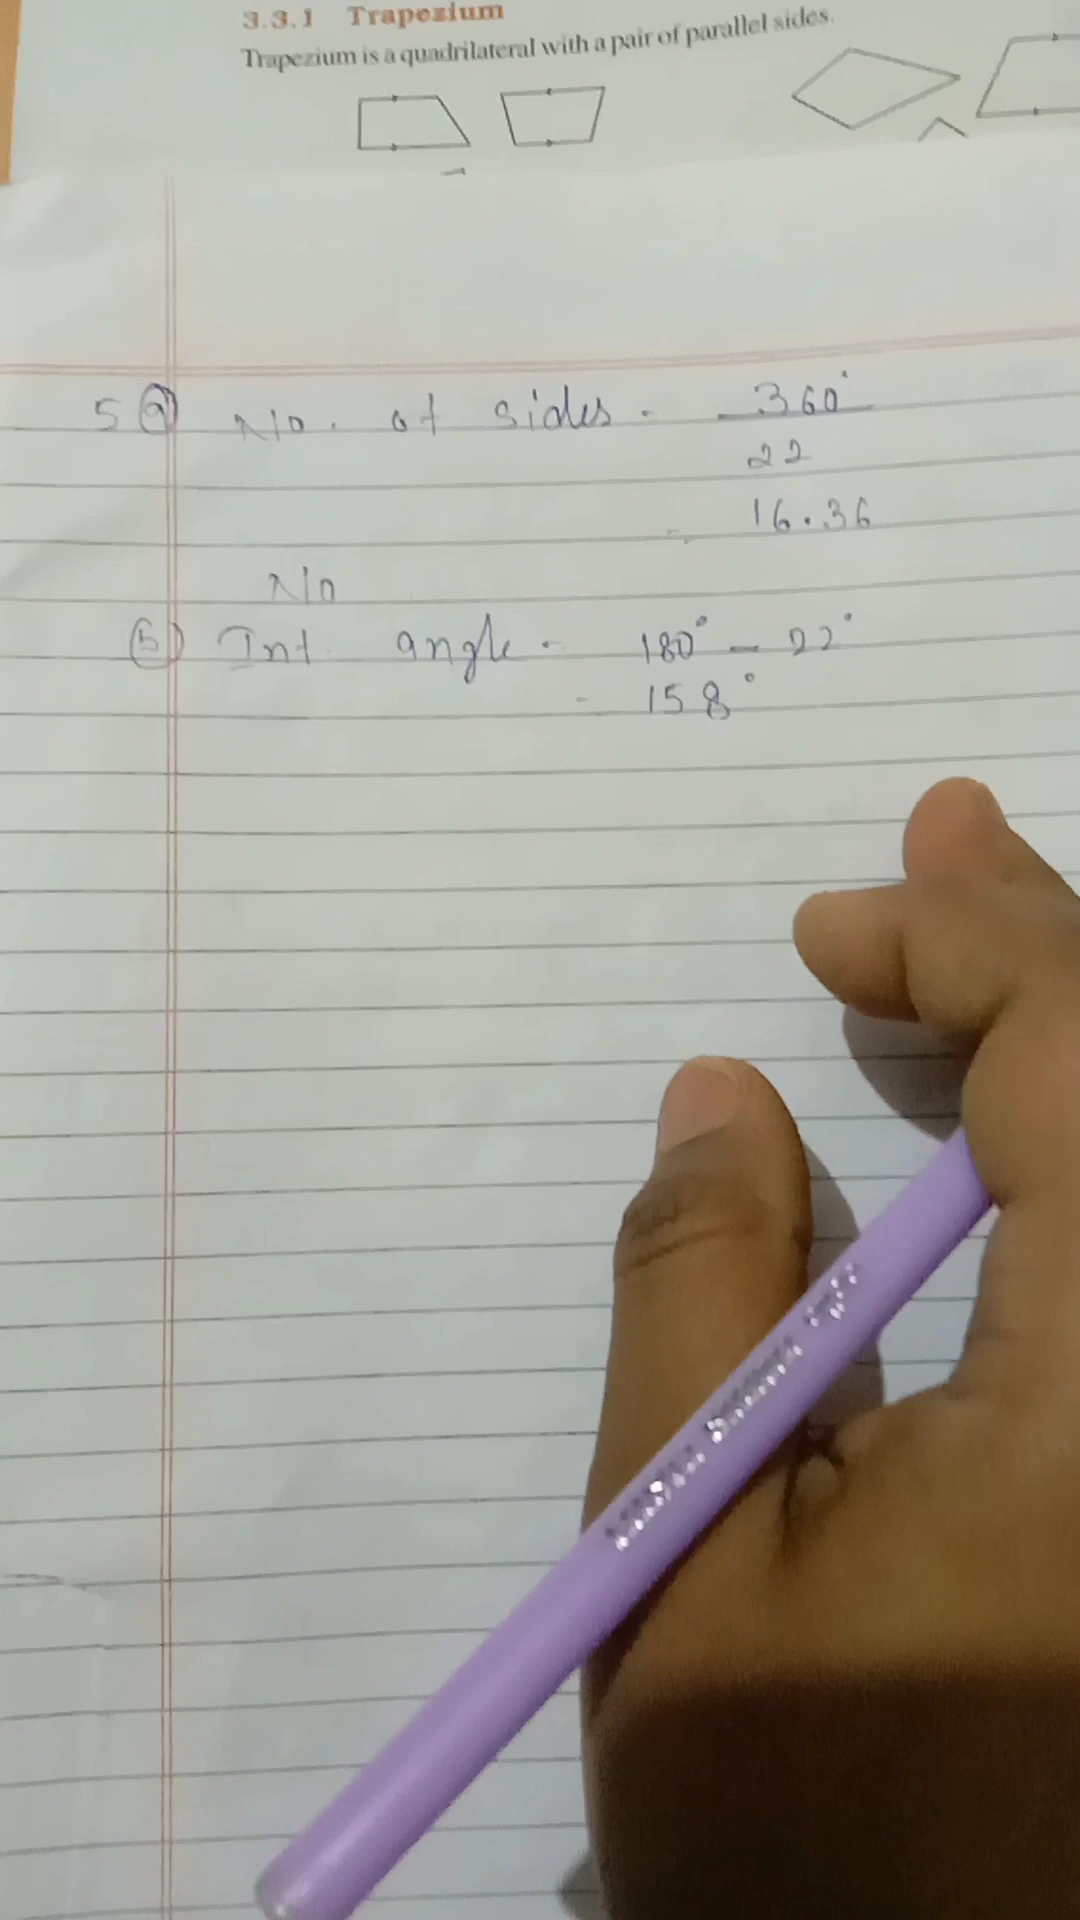 3.3.1 Trapezium
Trapezium is a quadrilateral with a pair of parallel sides.
5 (a) No. of sides = 360°
22
= 16.36
No
(b) Int. angle = 180° - 22°
= 158°